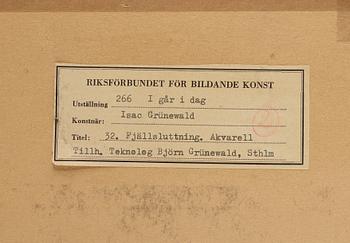 RIKSFÖRBUNDET FÖR BILDANDE KONST
Utställning 266 I går i dag
Konstnär: Isac Grünewald
Titel: 32. Fjällsluttning. Akvarell
Tillh. Teknolog Björn Grünewald, Sthlm